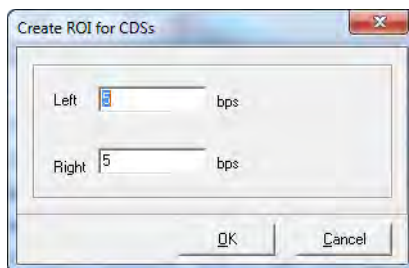 Create ROI for CDSs
Left 5 bps
Right 5 bps
OK Cancel